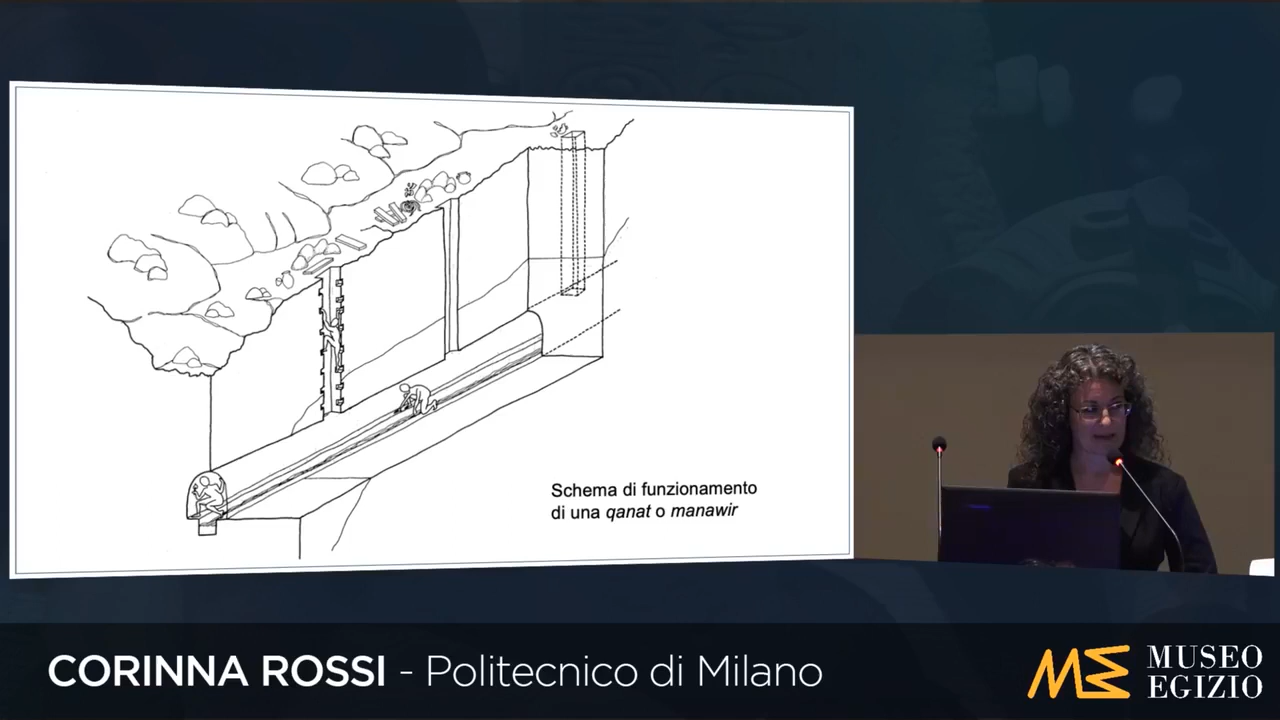 Schema di funzionamento
di una qanat o manawir
CORINNA ROSSI - Politecnico di Milano
MUSEO
EGIZIO